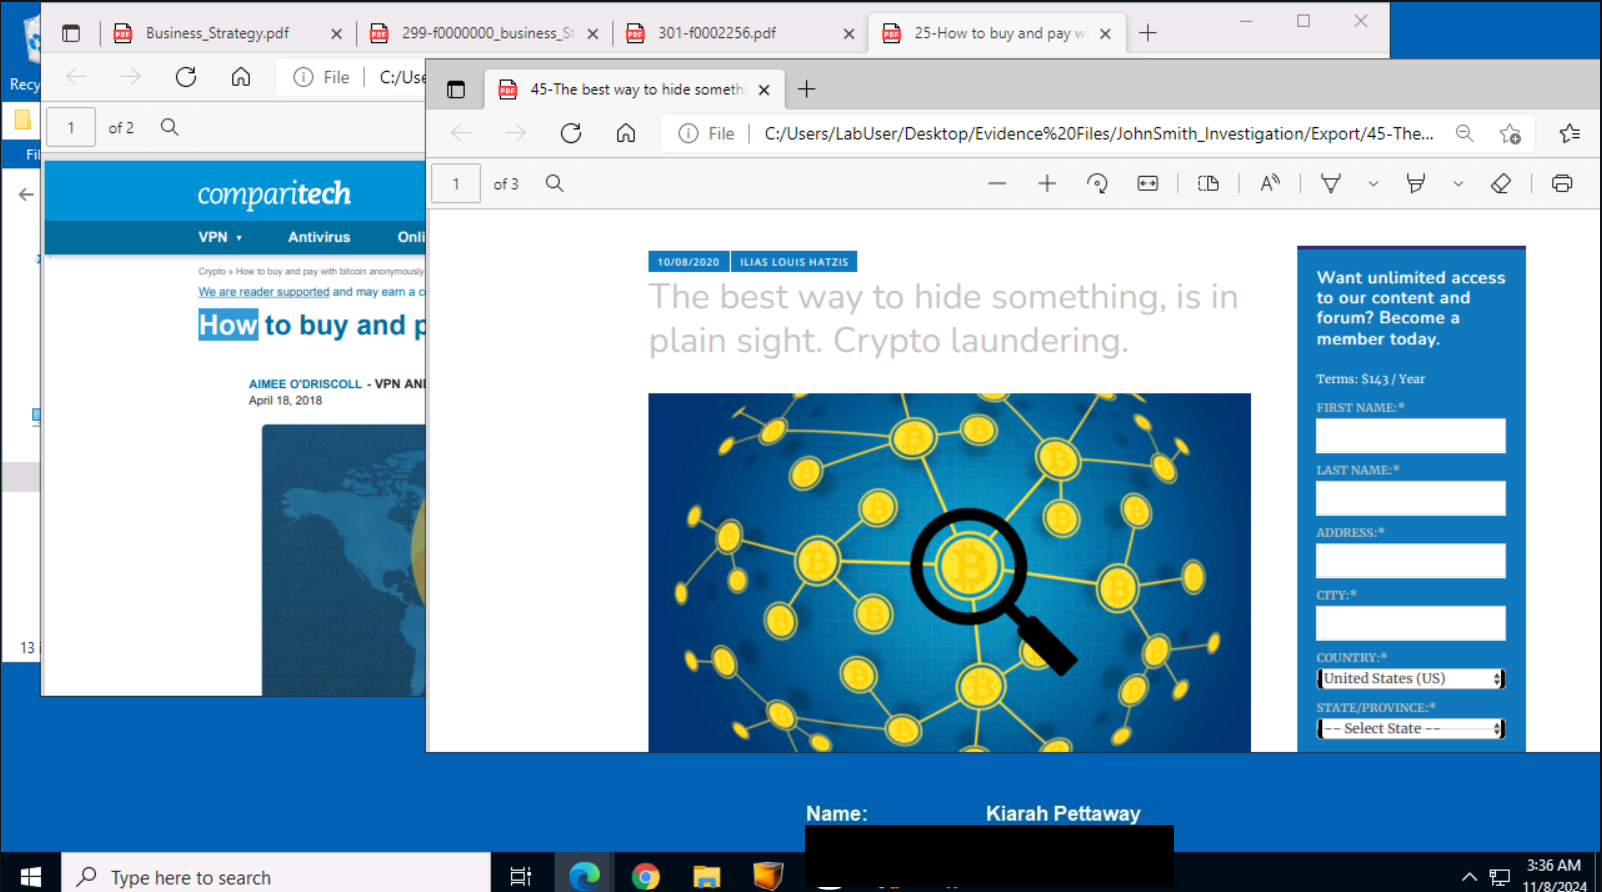 Recy
Fil
13 i
Business_Strategy.pdf
299-f0000000_business_St
301-f0002256.pdf
25-How to buy and pay w
File
C:/Use
1 of 2
comparitech
VPN Antivirus Onli
Crypto » How to buy and pay with bitcoin anonymously
We are reader supported and may earn a c
How to buy and p
AIMEE O'DRISCOLL - VPN AND
April 18, 2018
45-The best way to hide someth
File
C:/Users/LabUser/Desktop/Evidence%20Files/JohnSmith_Investigation/Export/45-The...
1 of 3
10/08/2020 ILIAS LOUIS HATZIS
The best way to hide something, is in
plain sight. Crypto laundering.
Want unlimited access
to our content and
forum? Become a
member today.
Terms: $143 / Year
FIRST NAME:*
LAST NAME:*
ADDRESS:*
CITY:*
COUNTRY:*
United States (US)
STATE/PROVINCE:*
-- Select State --
Name: Kiarah Pettaway
Type here to search
3:36 AM
11/8/2024